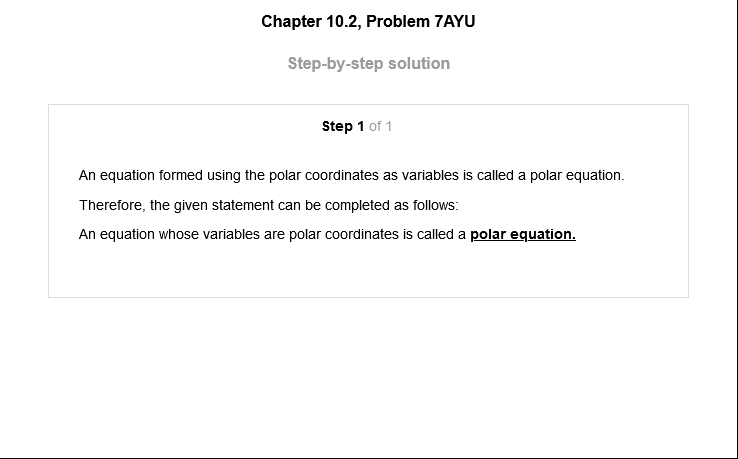 Chapter 10.2, Problem 7AYU
Step-by-step solution
Step 1 of 1
An equation formed using the polar coordinates as variables is called a polar equation.
Therefore, the given statement can be completed as follows:
An equation whose variables are polar coordinates is called a polar equation.